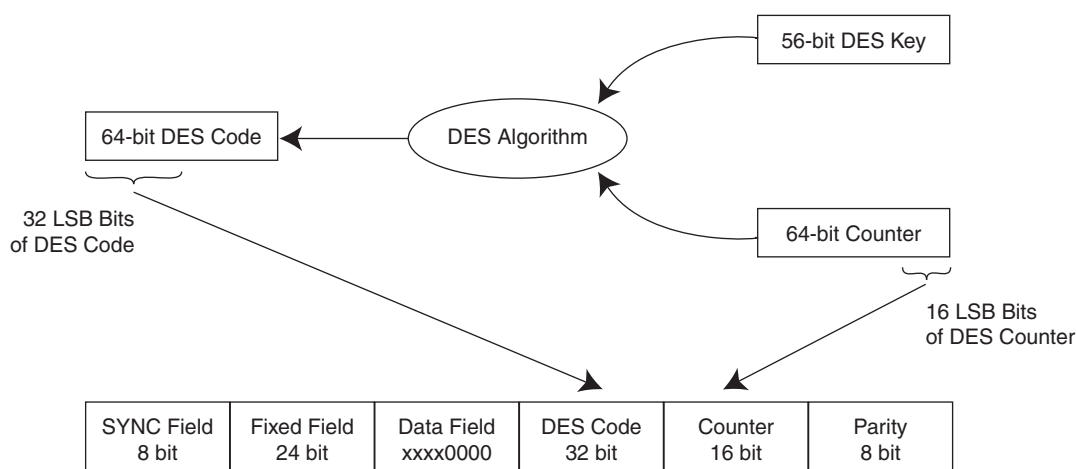 56-bit DES Key
64-bit DES Code
DES Algorithm
32 LSB Bits
of DES Code
64-bit Counter
16 LSB Bits
of DES Counter
SYNC Field
8 bit
Fixed Field
24 bit
Data Field
xxxx0000
DES Code
32 bit
Counter
16 bit
Parity
8 bit